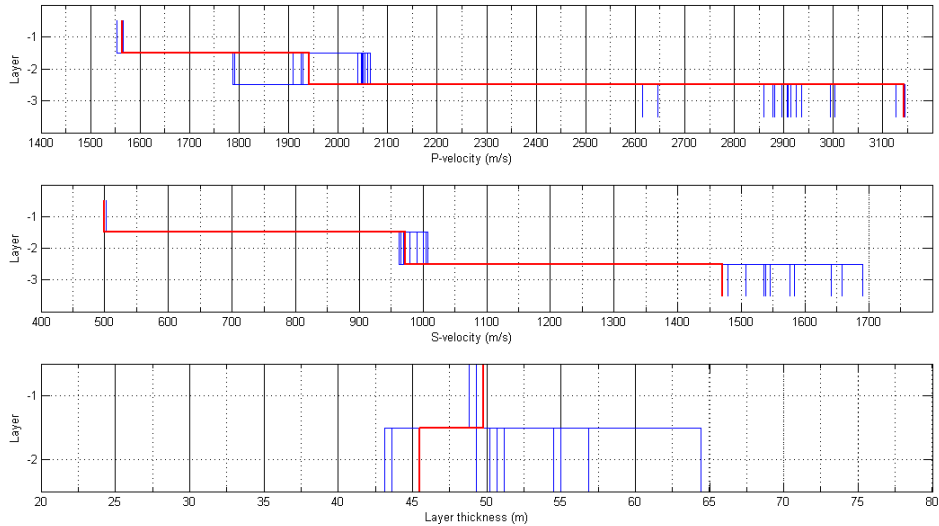 -1
-2
-3
Layer
1400 1500 1600 1700 1800 1900 2000 2100 2200 2300 2400 2500 2600 2700 2800 2900 3000 3100
P-velocity (m/s)
-1
-2
-3
Layer
400 500 600 700 800 900 1000 1100 1200 1300 1400 1500 1600 1700
S-velocity (m/s)
-1
-2
Layer
20 25 30 35 40 45 50 55 60 65 70 75 80
Layer thickness (m)